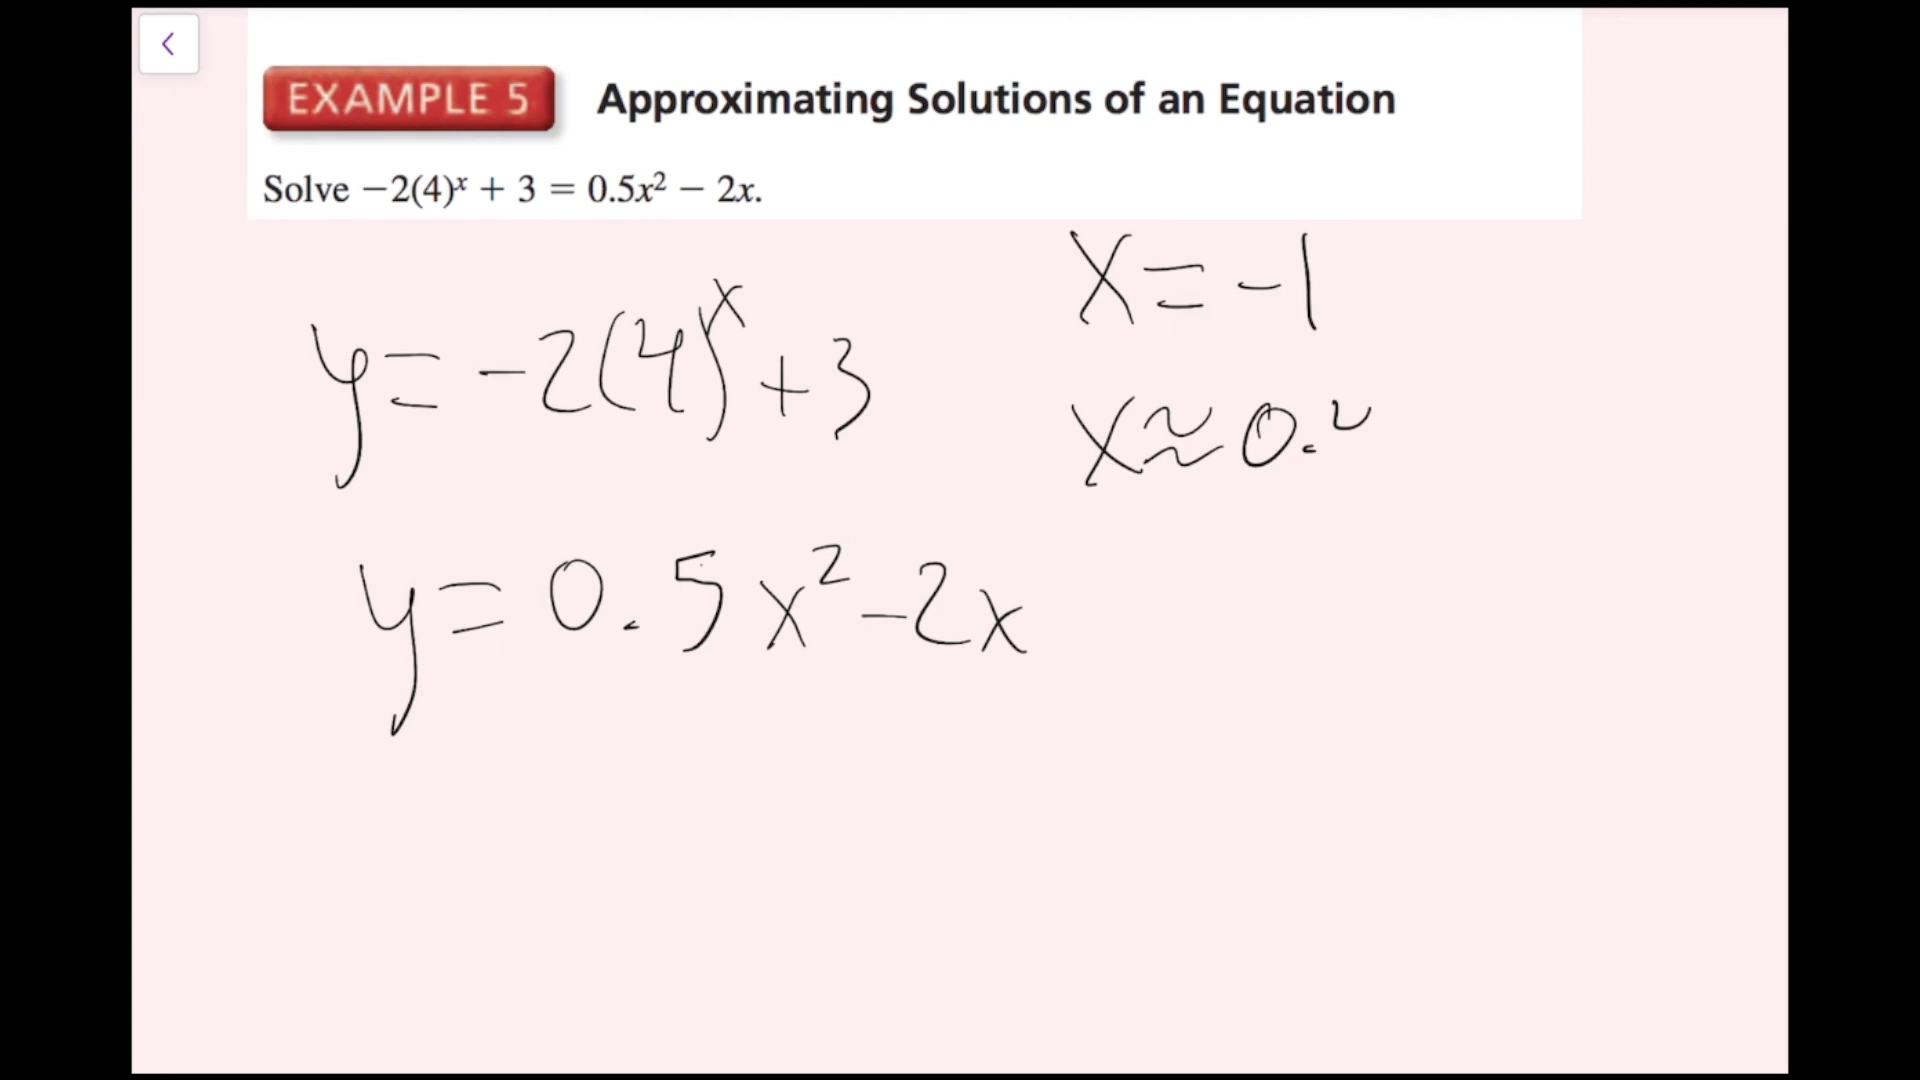 EXAMPLE 5 Approximating Solutions of an Equation
Solve −2(4)ˣ + 3 = 0.5x² − 2x.
x = -1
y = -2(4)ˣ + 3
x ≈ 0.
y = 0.5x² - 2x